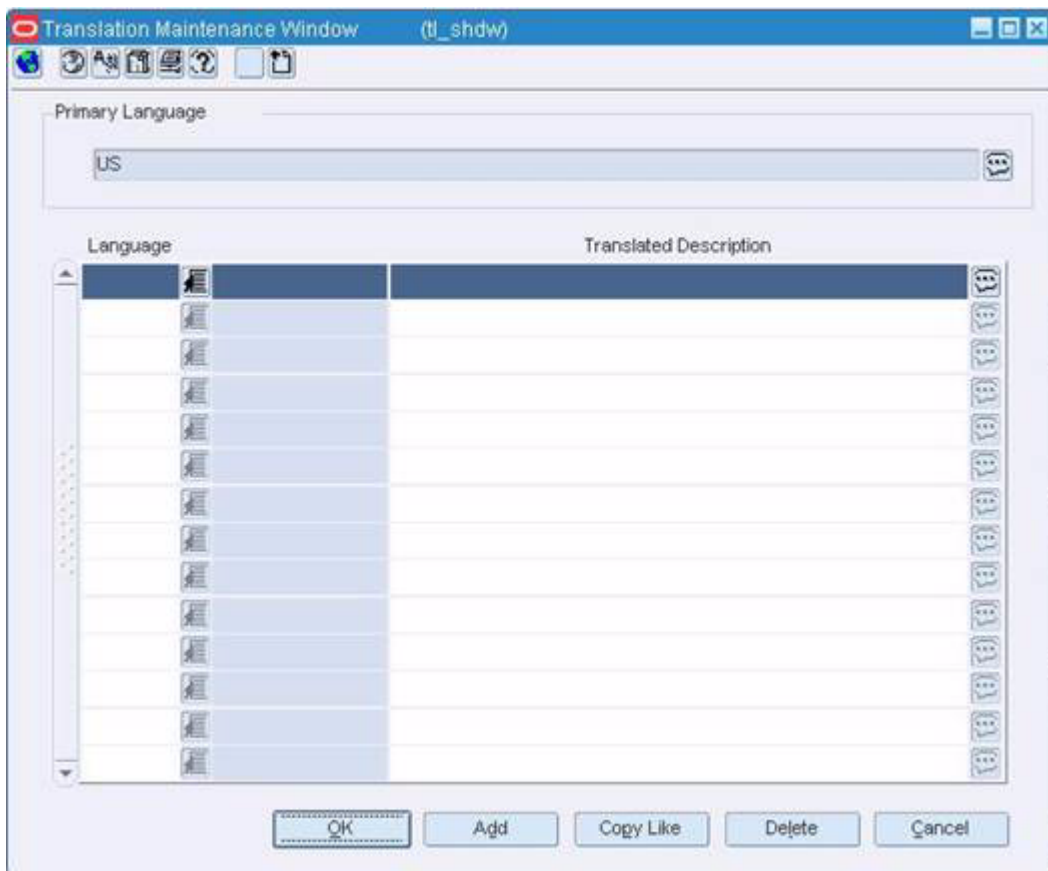 Translation Maintenance Window (tl_shdw)
Primary Language
US
Language Translated Description
OK Add Copy Like Delete Cancel